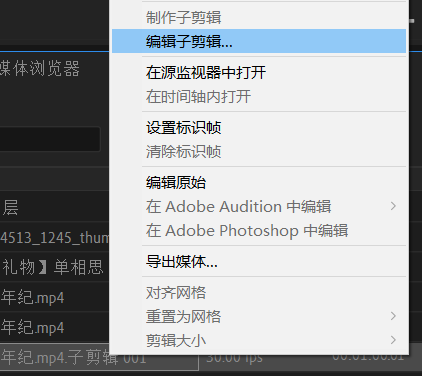 制作子剪辑
编辑子剪辑...
媒体浏览器
在源监视器中打开
在时间轴内打开
设置标识帧
清除标识帧
编辑原始
层
在 Adobe Audition 中编辑
4513_1245_thum
在 Adobe Photoshop 中编辑
礼物】单相思
导出媒体...
年纪.mp4
对齐网格
重置为网格
年纪.mp4
剪辑大小
年纪.mp4.子剪辑 001
30.00 fps
00:01:06:01